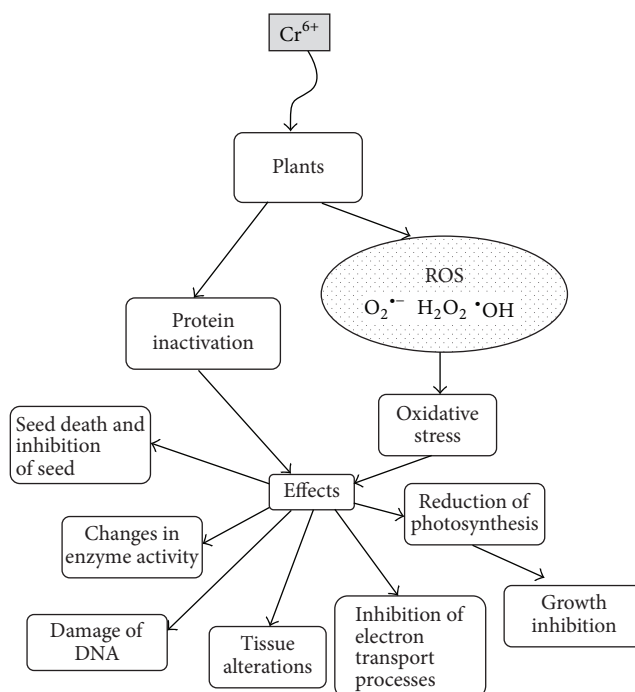 Cr⁶⁺
Plants
ROS
O₂•⁻ H₂O₂ •OH
Protein
inactivation
Oxidative
stress
Seed death and
inhibition
of seed
Effects
Reduction of
photosynthesis
Changes in
enzyme activity
Growth
inhibition
Damage of
DNA
Tissue
alterations
Inhibition of
electron
transport
processes